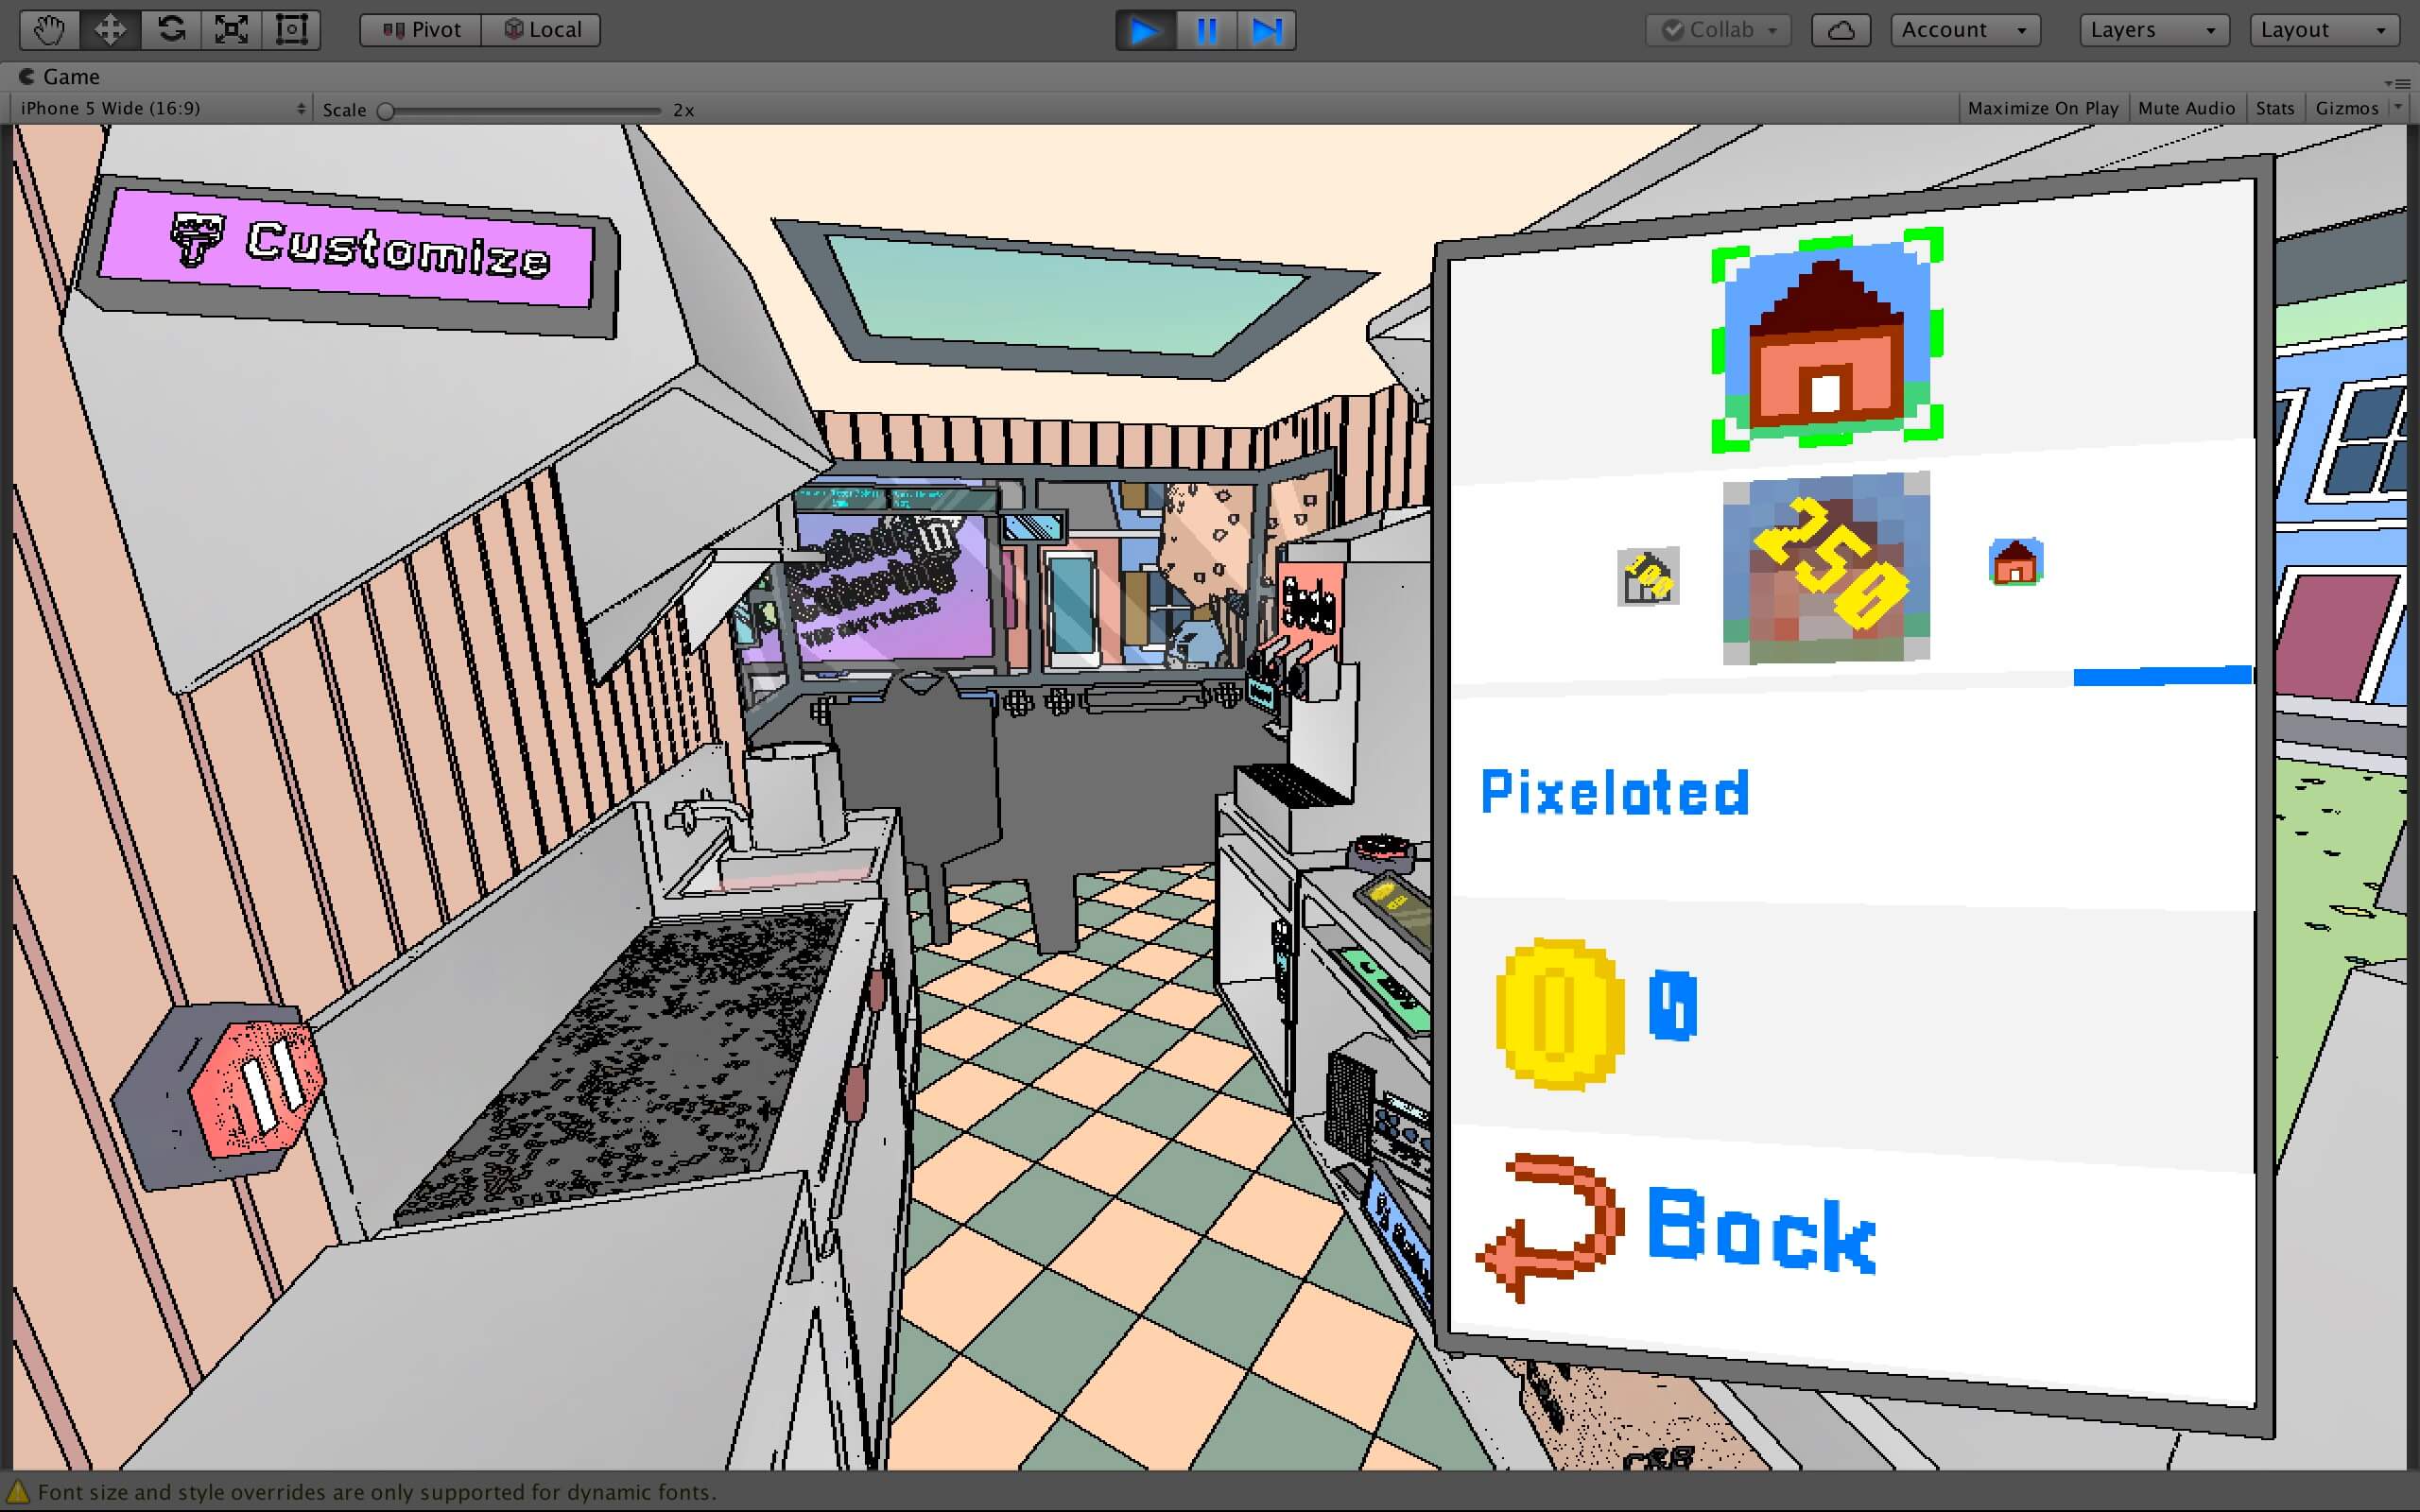 Pivot
Local
Collab
Account
Layers
Layout
Game
iPhone 5 Wide (16:9)
Scale
2x
Maximize On Play
Mute Audio
Stats
Gizmos
Customize
100
250
Pixelated
0
Back
Font size and style overrides are only supported for dynamic fonts.